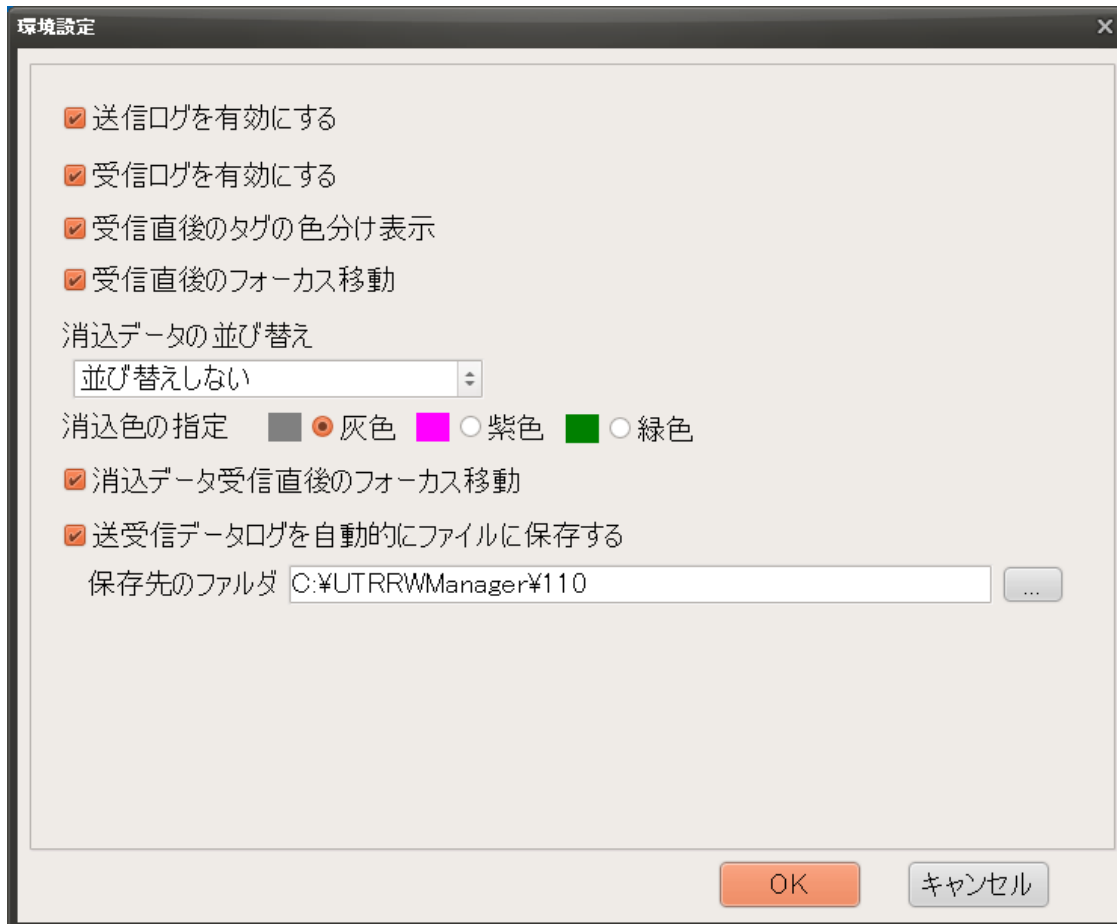 環境設定
送信ログを有効にする
受信ログを有効にする
受信直後のタグの色分け表示
受信直後のフォーカス移動
消込データの並び替え
並び替えしない
消込色の指定 灰色 紫色 緑色
消込データ受信直後のフォーカス移動
送受信データログを自動的にファイルに保存する
保存先のファルダ C:¥UTRRWManager¥110 ...
OK キャンセル